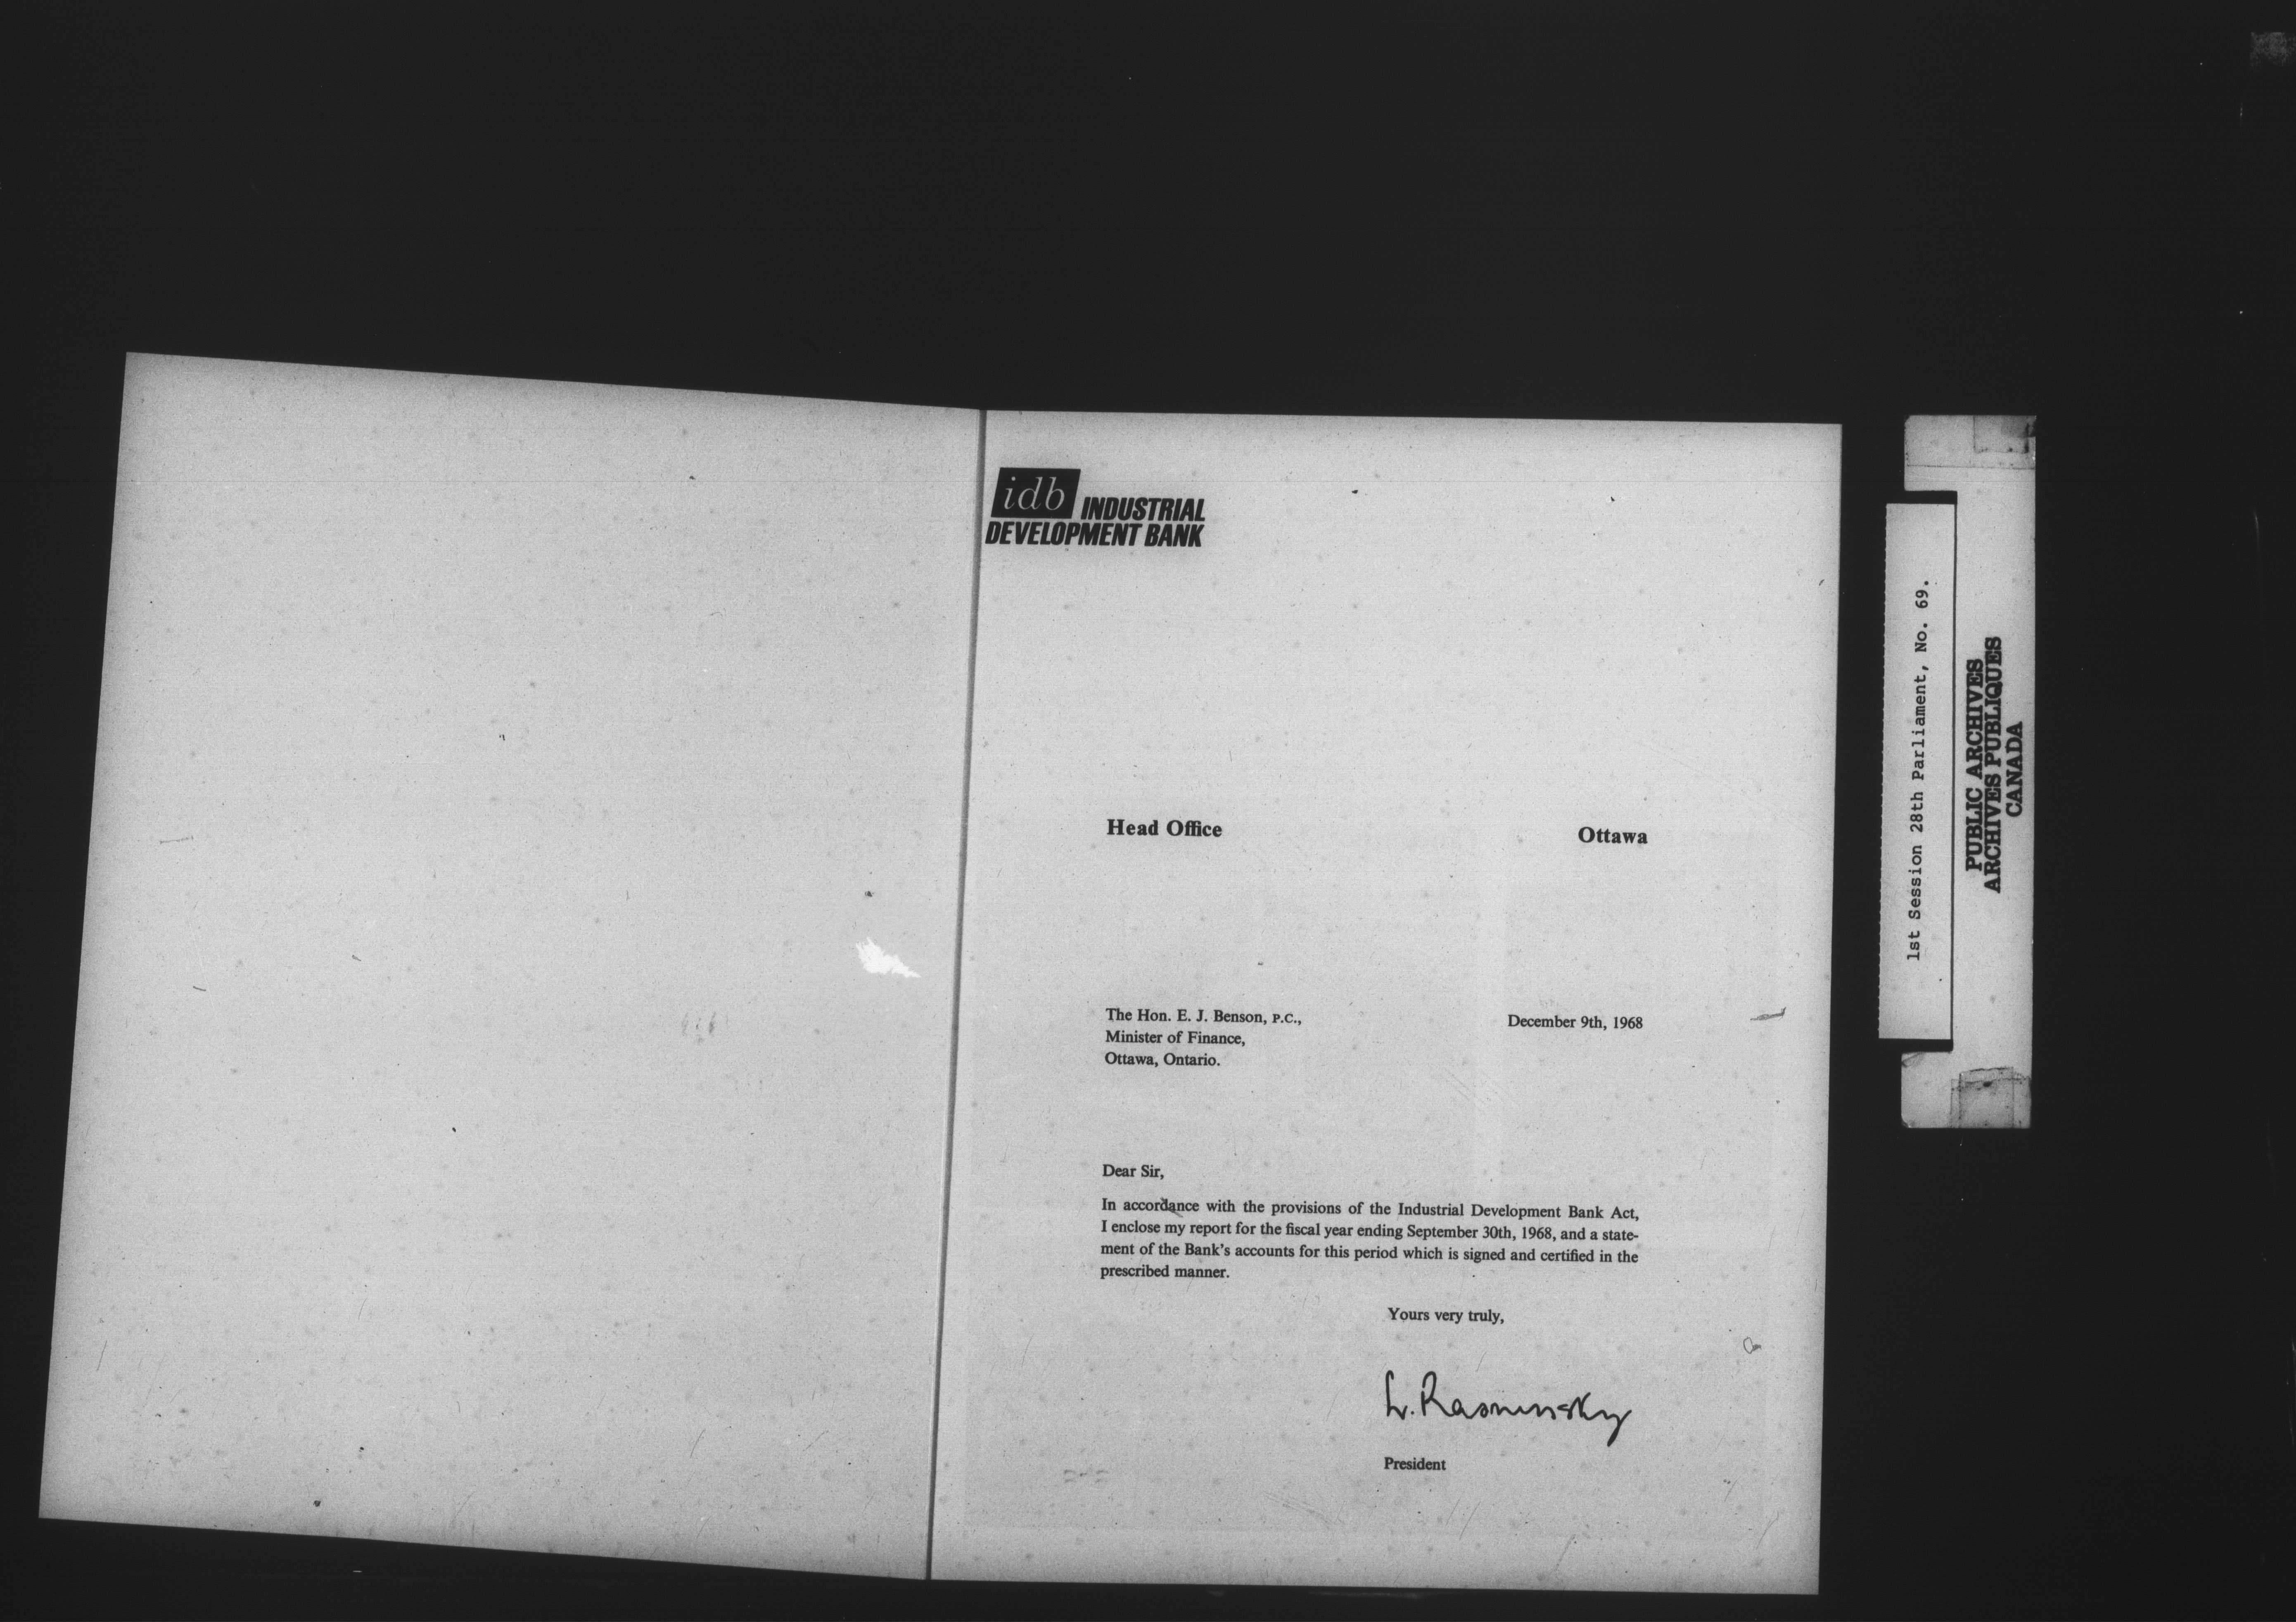 idb INDUSTRIAL
DEVELOPMENT BANK
Head Office
Ottawa
The Hon. E. J. Benson, P.C.,
Minister of Finance,
Ottawa, Ontario.
December 9th, 1968
Dear Sir,
In accordance with the provisions of the Industrial Development Bank Act,
I enclose my report for the fiscal year ending September 30th, 1968, and a state-
ment of the Bank's accounts for this period which is signed and certified in the
prescribed manner.
Yours very truly,
L. Rasminsky
President
1st Session 28th Parliament, No. 69.
PUBLIC ARCHIVES
ARCHIVES PUBLIQUES
CANADA